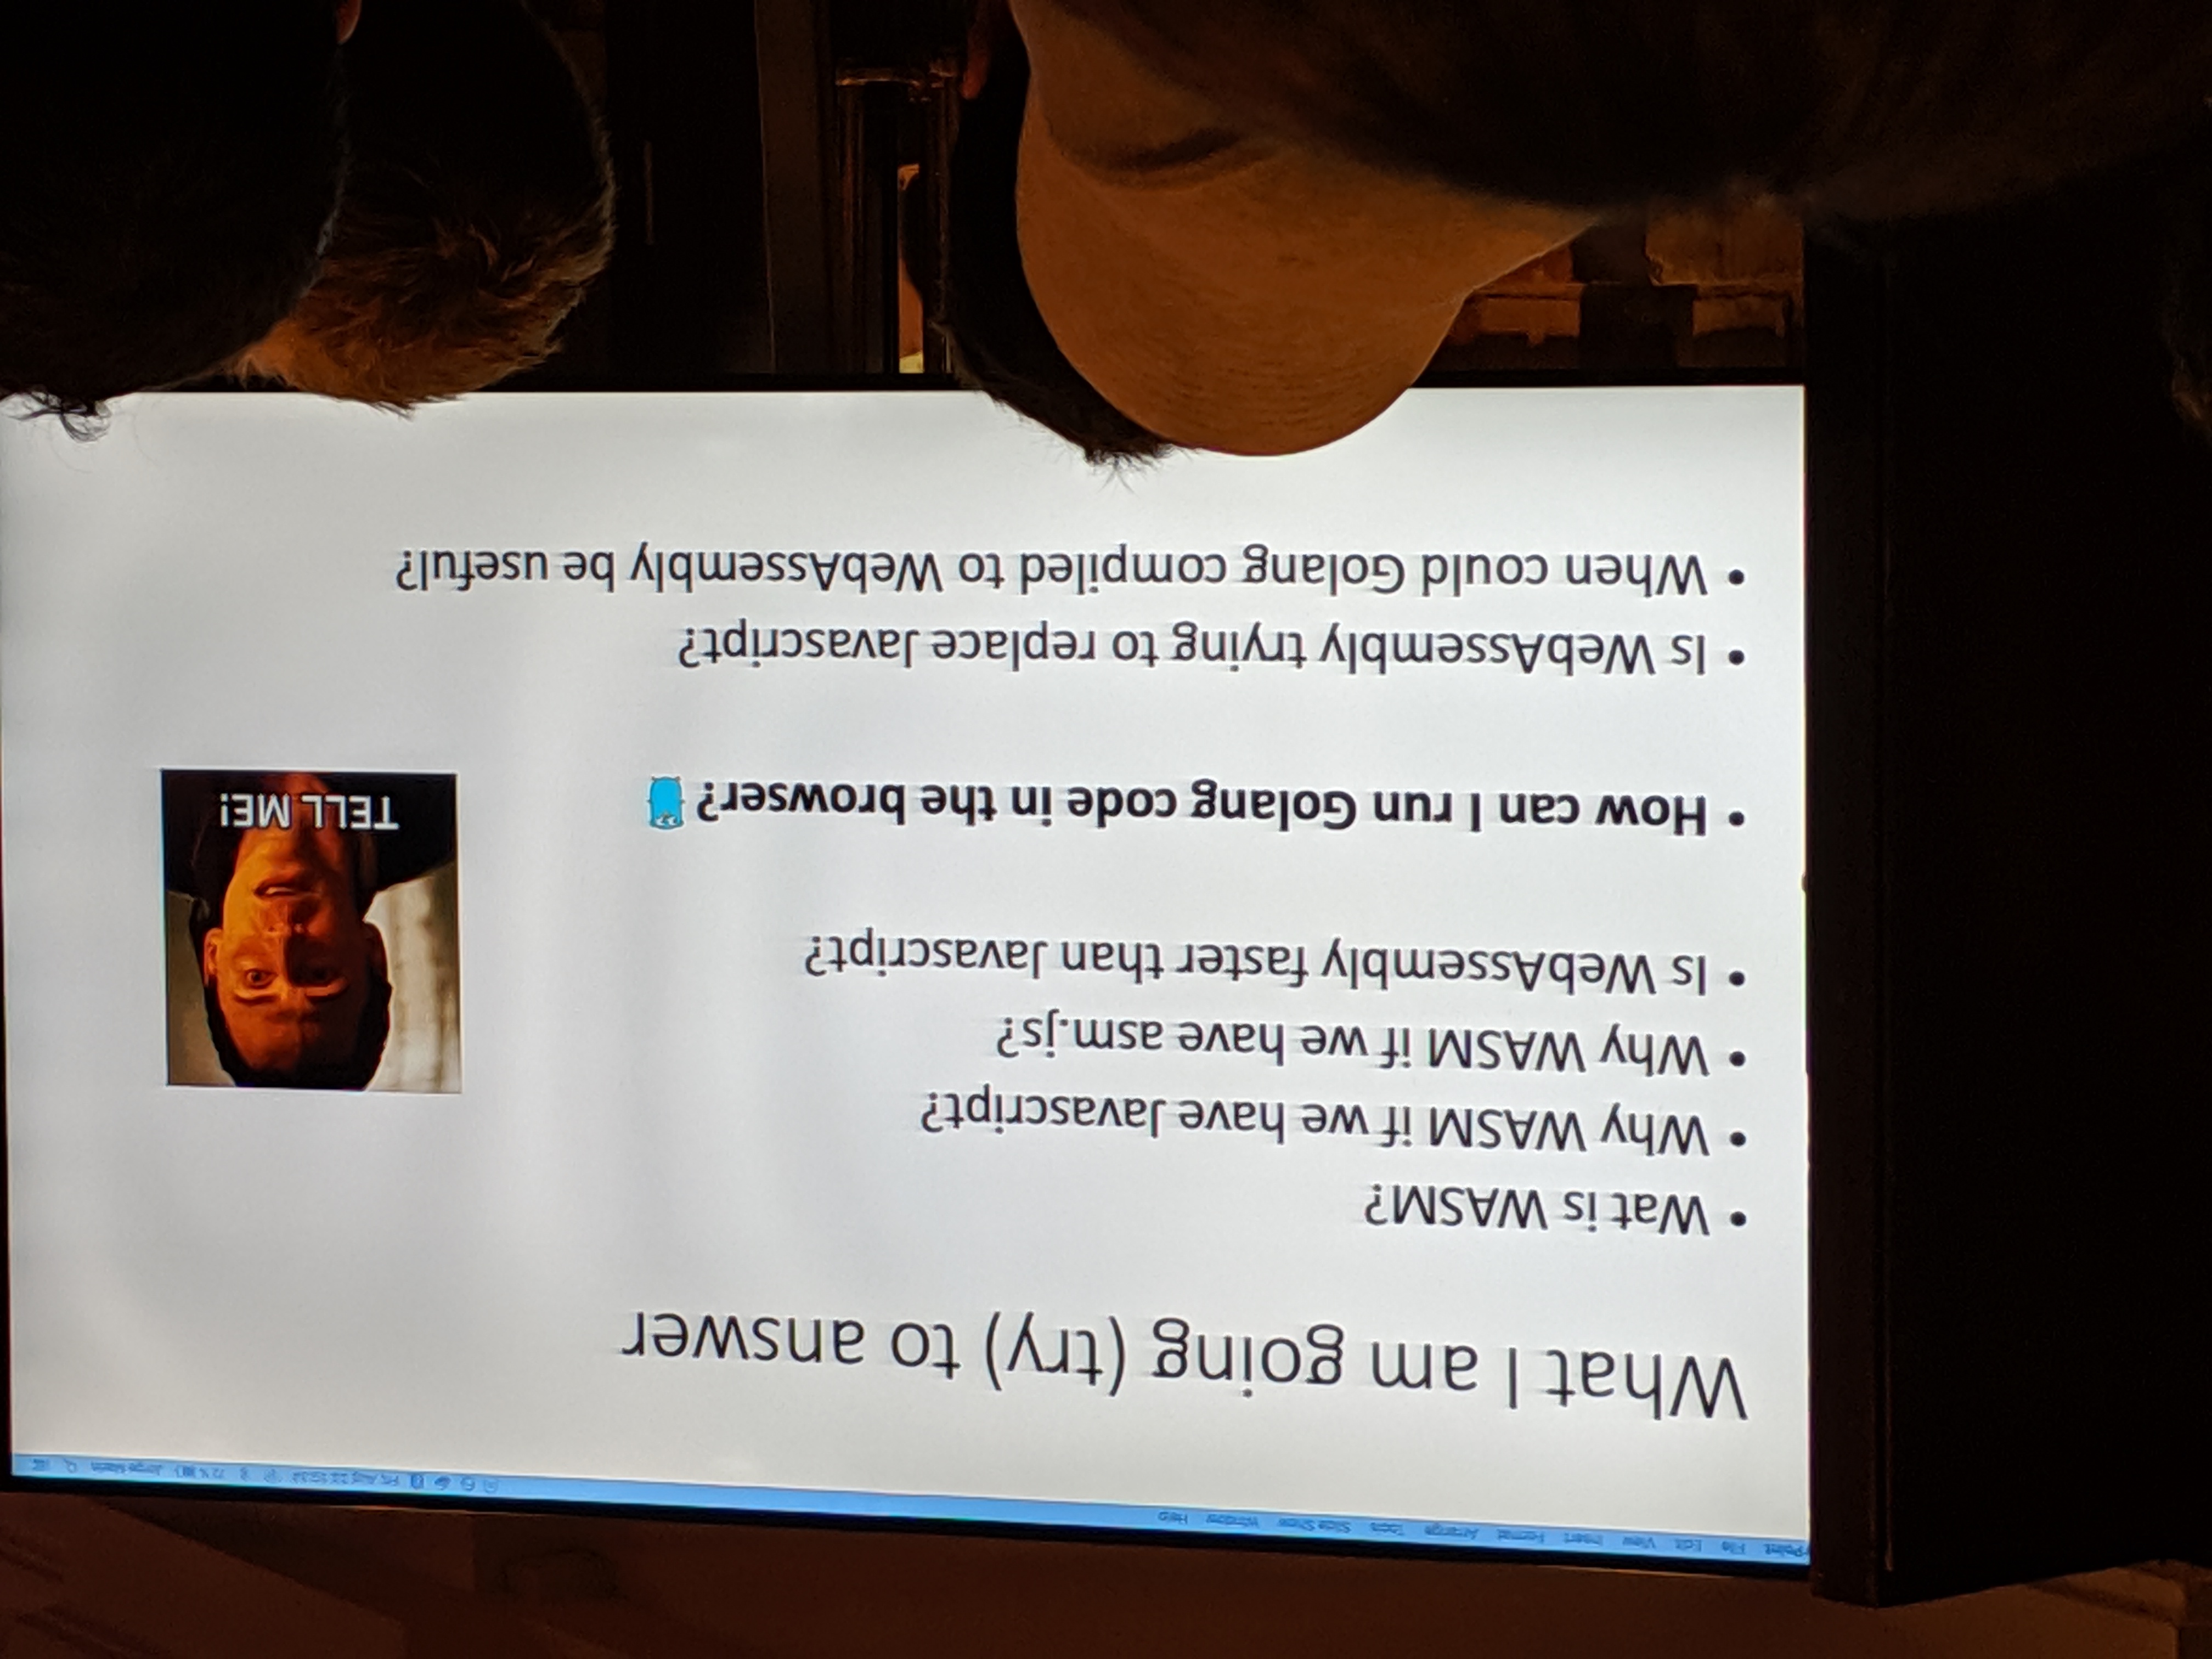 Point File Edit View Insert Format Arrange Tools Slide Show Window Help
What I am going (try) to answer
• Wat is WASM?
• Why WASM if we have Javascript?
• Why WASM if we have asm.js?
• Is WebAssembly faster than Javascript?
• How can I run Golang code in the browser?
TELL ME!
• Is WebAssembly trying to replace Javascript?
• When could Golang compiled to WebAssembly be useful?